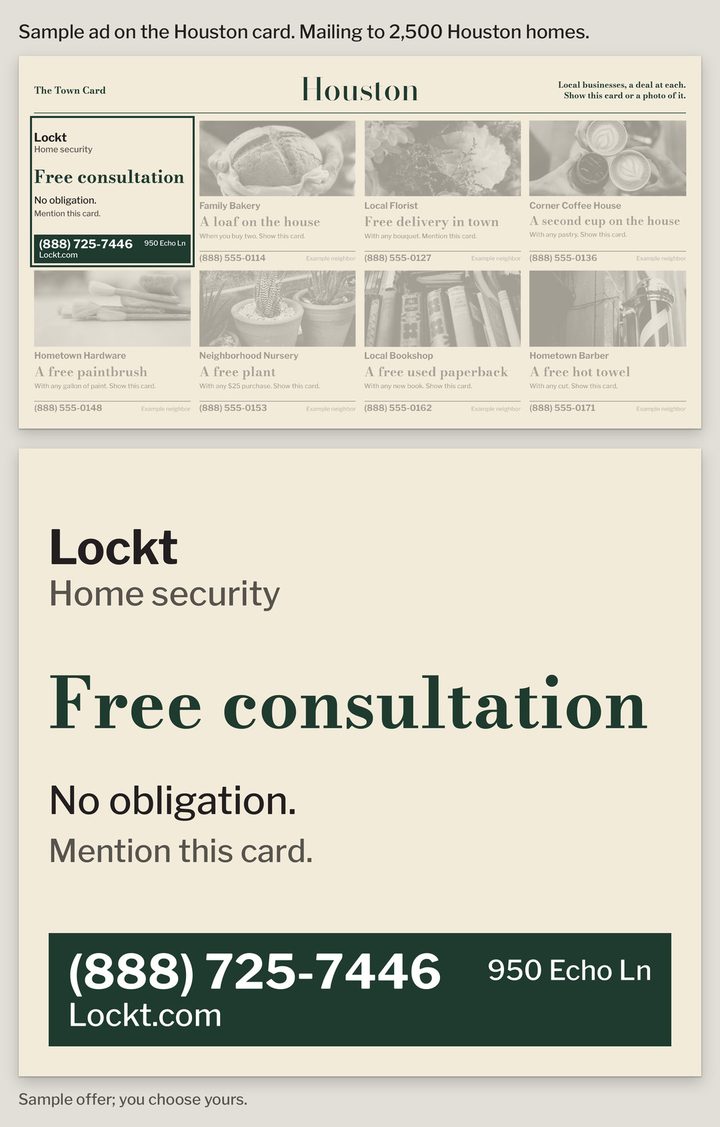 Sample ad on the Houston card. Mailing to 2,500 Houston homes.
The Town Card
Houston
Local businesses, a deal at each.
Show this card or a photo of it.
Lockt
Home security
Free consultation
No obligation.
Mention this card.
(888) 725-7446
950 Echo Ln
Lockt.com
Family Bakery
A loaf on the house
When you buy two. Show this card.
(888) 555-0114
Example neighbor
Local Florist
Free delivery in town
With any bouquet. Mention this card.
(888) 555-0127
Example neighbor
Corner Coffee House
A second cup on the house
With any pastry. Show this card.
(888) 555-0136
Example neighbor
Hometown Hardware
A free paintbrush
With any gallon of paint. Show this card.
(888) 555-0148
Example neighbor
Neighborhood Nursery
A free plant
With any $25 purchase. Show this card.
(888) 555-0153
Example neighbor
Local Bookshop
A free used paperback
With any new book. Show this card.
(888) 555-0162
Example neighbor
Hometown Barber
A free hot towel
With any cut. Show this card.
(888) 555-0171
Example neighbor
Lockt
Home security
Free consultation
No obligation.
Mention this card.
(888) 725-7446
950 Echo Ln
Lockt.com
Sample offer; you choose yours.